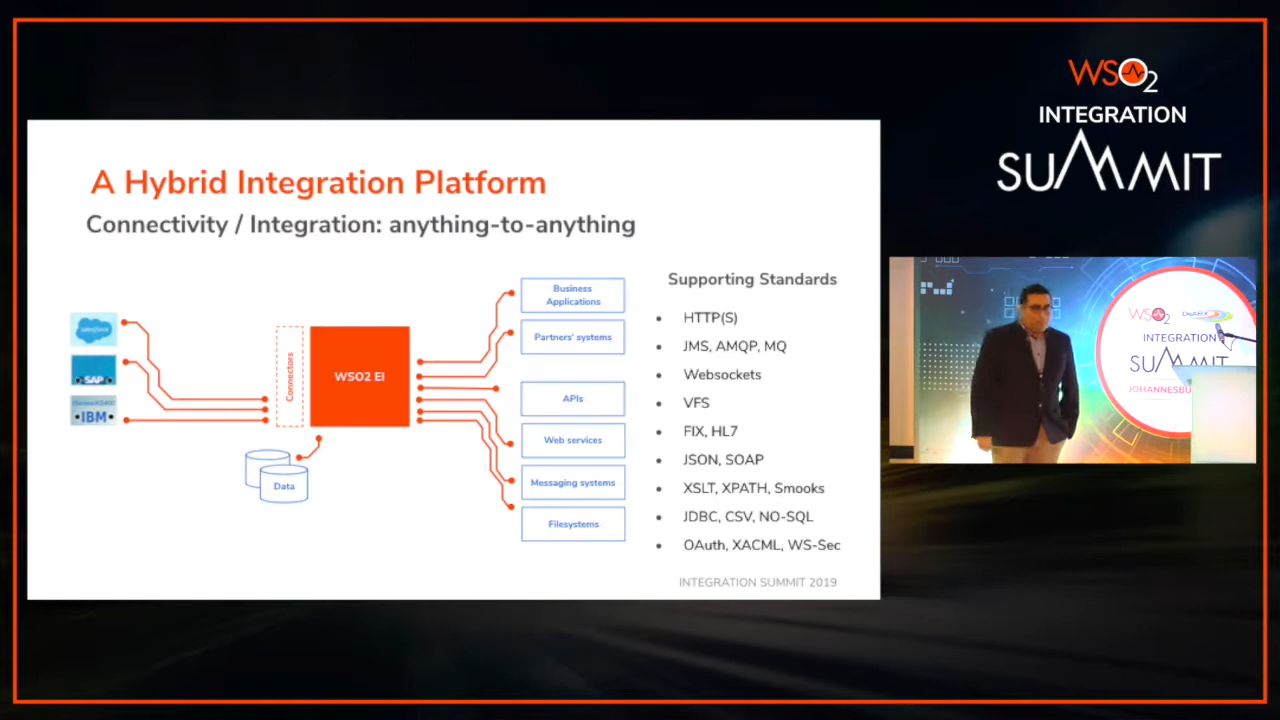 WSO2
INTEGRATION
SUMMIT
A Hybrid Integration Platform
Connectivity / Integration: anything-to-anything
salesforce
SAP
IBM
Connectors
WSO2 EI
Data
Business
Applications
Partners' systems
APIs
Web services
Messaging systems
Filesystems
Supporting Standards
• HTTP(S)
• JMS, AMQP, MQ
• Websockets
• VFS
• FIX, HL7
• JSON, SOAP
• XSLT, XPATH, Smooks
• JDBC, CSV, NO-SQL
• OAuth, XACML, WS-Sec
INTEGRATION SUMMIT 2019
WSO2
INTEGRATION
SUMMIT